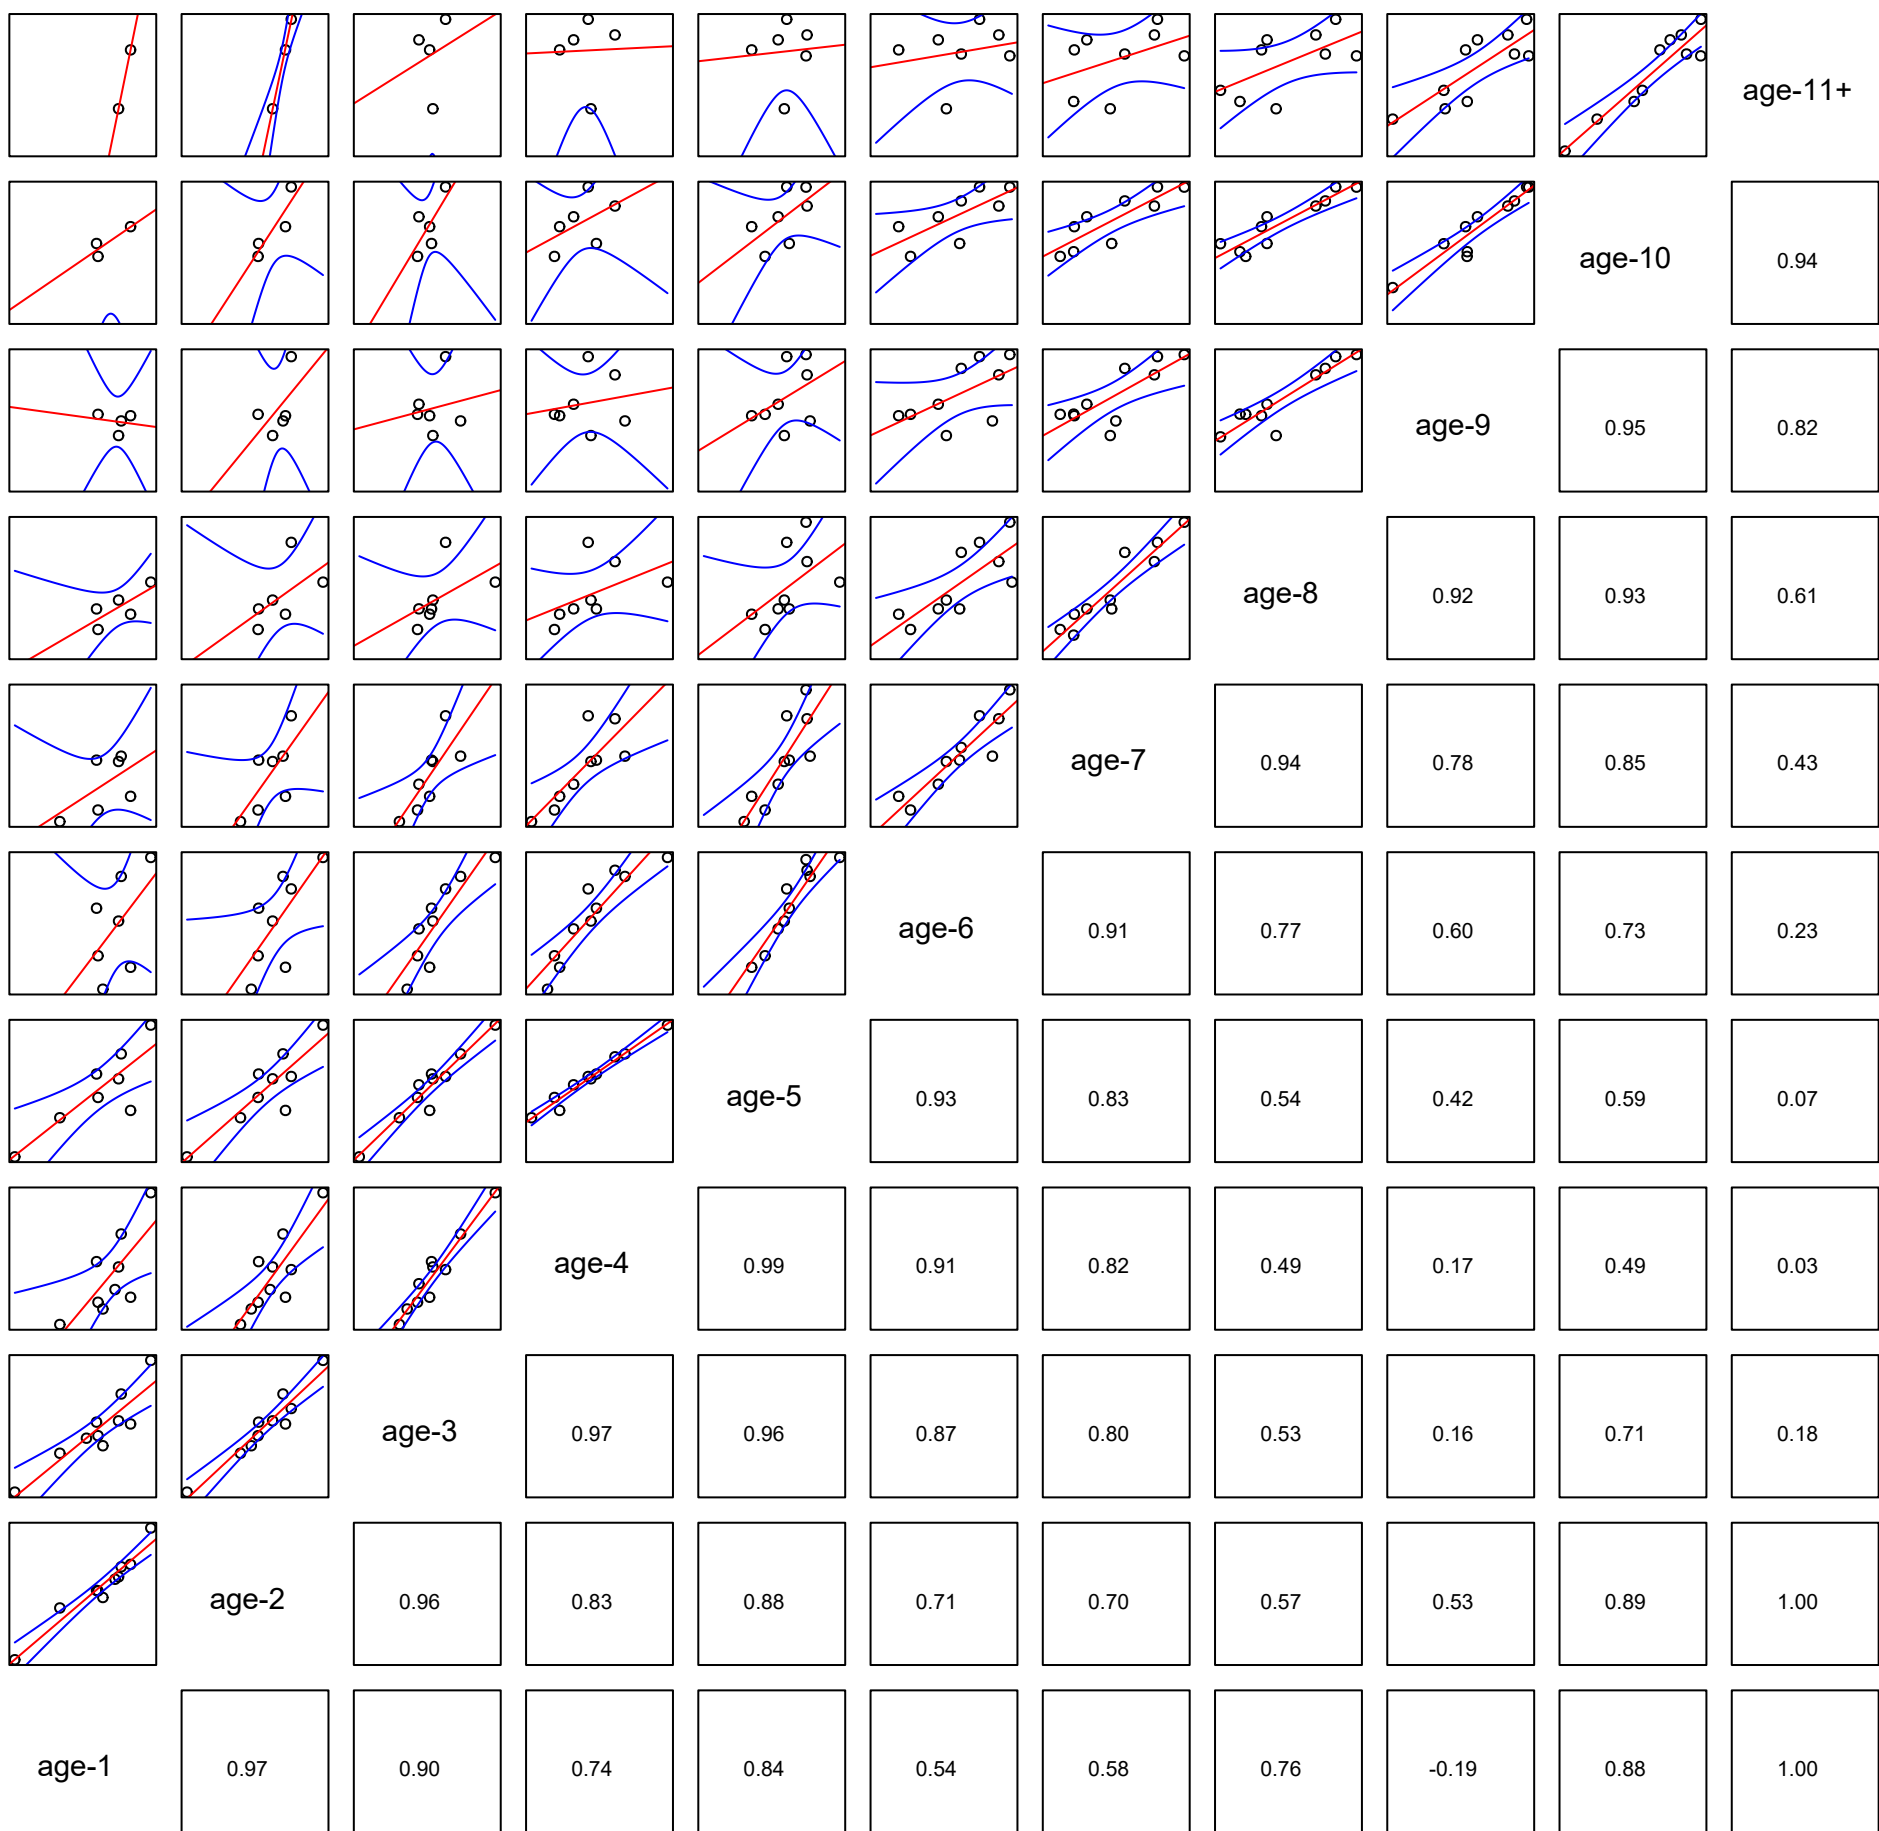 age-11+
age-10 0.94
age-9 0.95 0.82
age-8 0.92 0.93 0.61
age-7 0.94 0.78 0.85 0.43
age-6 0.91 0.77 0.60 0.73 0.23
age-5 0.93 0.83 0.54 0.42 0.59 0.07
age-4 0.99 0.91 0.82 0.49 0.17 0.49 0.03
age-3 0.97 0.96 0.87 0.80 0.53 0.16 0.71 0.18
age-2 0.96 0.83 0.88 0.71 0.70 0.57 0.53 0.89 1.00
age-1 0.97 0.90 0.74 0.84 0.54 0.58 0.76 -0.19 0.88 1.00